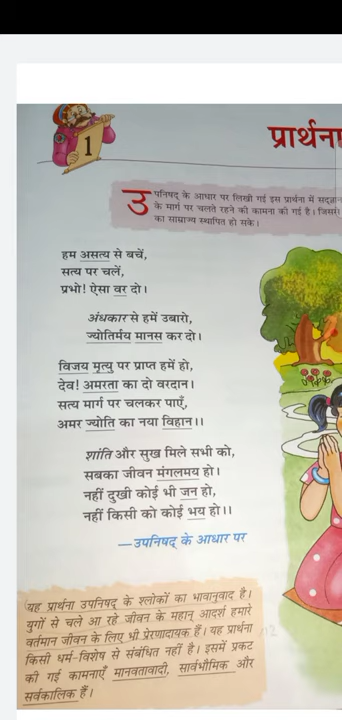 1
प्रार्थना
उपनिषद् के आधार पर लिखी गई इस प्रार्थना में
के मार्ग पर चलते रहने की कामना की गई है।
का साम्राज्य स्थापित हो सके।
हम असत्य से बचें,
सत्य पर चलें,
प्रभो! ऐसा वर दो।
अंधकार से हमें उबारो,
ज्योतिर्मय मानस कर दो।
विजय मृत्यु पर प्राप्त हमें हो,
देव! अमरता का दो वरदान।
सत्य मार्ग पर चलकर पाएँ,
अमर ज्योति का नया विहान।।
शांति और सुख मिले सभी को,
सबका जीवन मंगलमय हो।
नहीं दुखी कोई भी जन हो,
नहीं किसी को कोई भय हो।।
—उपनिषद् के आधार पर
(यह प्रार्थना उपनिषद् के श्लोकों का भावानुवाद है।
युगों से चले आ रहे जीवन के महान् आदर्श हमारे
वर्तमान जीवन के लिए भी प्रेरणादायक हैं। यह प्रार्थना
किसी धर्म-विशेष से संबंधित नहीं है। इसमें प्रकट
की गई कामनाएँ मानवतावादी, सार्वभौमिक और
सर्वकालिक हैं।